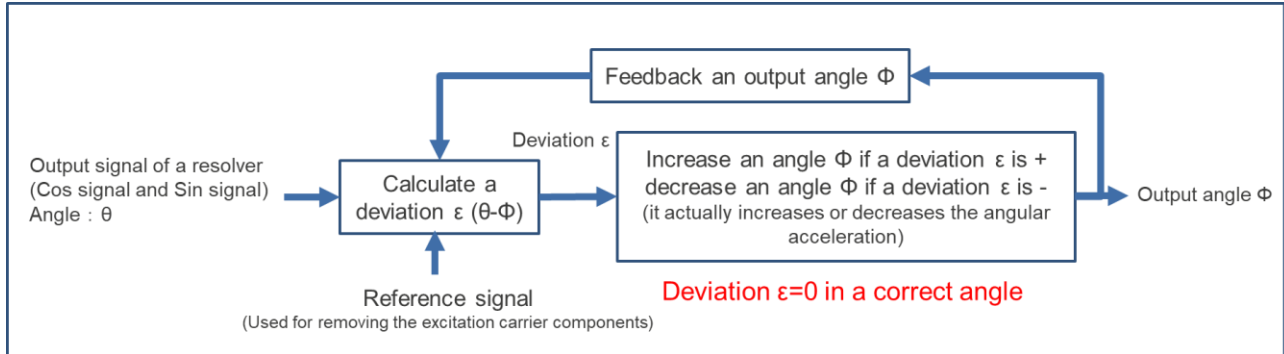 Feedback an output angle Φ
Deviation ε
Output signal of a resolver
(Cos signal and Sin signal)
Angle：θ
Calculate a
deviation ε (θ-Φ)
Increase an angle Φ if a deviation ε is +
decrease an angle Φ if a deviation ε is -
(it actually increases or decreases the angular
acceleration)
Output angle Φ
Reference signal
(Used for removing the excitation carrier components)
Deviation ε=0 in a correct angle